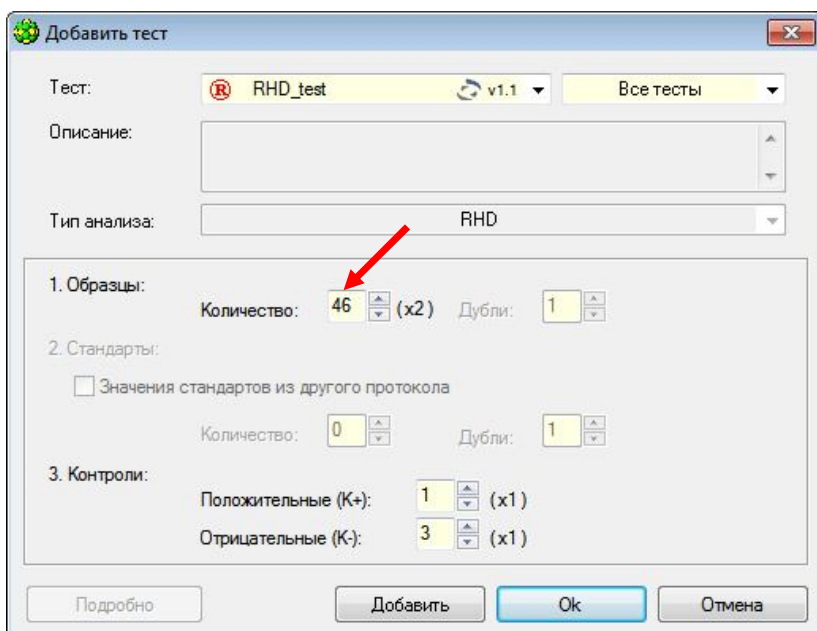 Добавить тест
Тест: ® RHD_test v1.1 Все тесты
Описание:
Тип анализа: RHD
1. Образцы:
Количество: 46 (x2) Дубли: 1
2. Стандарты:
Значения стандартов из другого протокола
Количество: 0 Дубли: 1
3. Контроли:
Положительные (К+): 1 (x1)
Отрицательные (К-): 3 (x1)
Подробно Добавить Ok Отмена